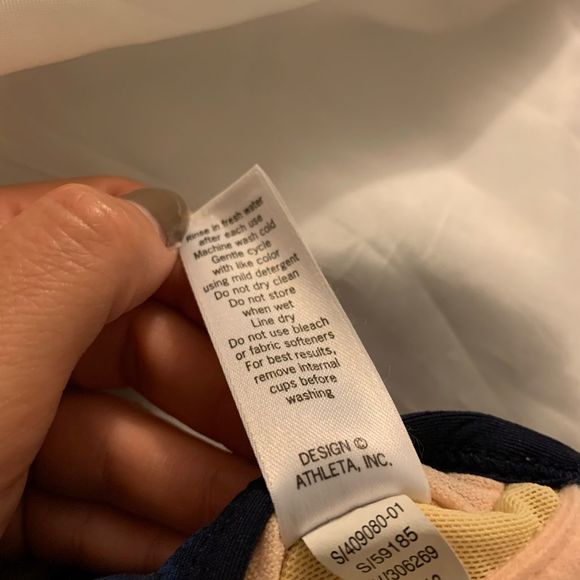 Rinse in fresh water
after each use
Machine wash cold
Gentle cycle
with like color
using mild detergent
Do not dry clean
Do not store
when wet
Line dry
Do not use bleach
or fabric softeners
For best results,
remove internal
cups before
washing
DESIGN ©
ATHLETA, INC.
S/409080-01
S/59185
/306269